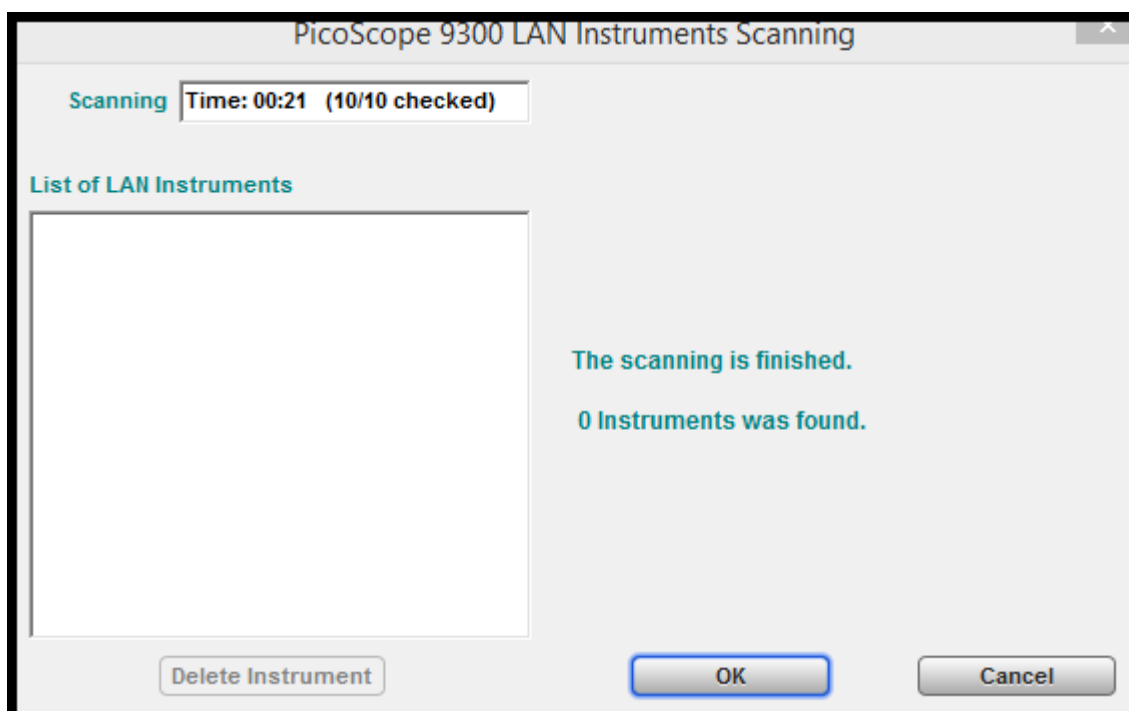 PicoScope 9300 LAN Instruments Scanning
Scanning Time: 00:21 (10/10 checked)
List of LAN Instruments
The scanning is finished.
0 Instruments was found.
Delete Instrument OK Cancel